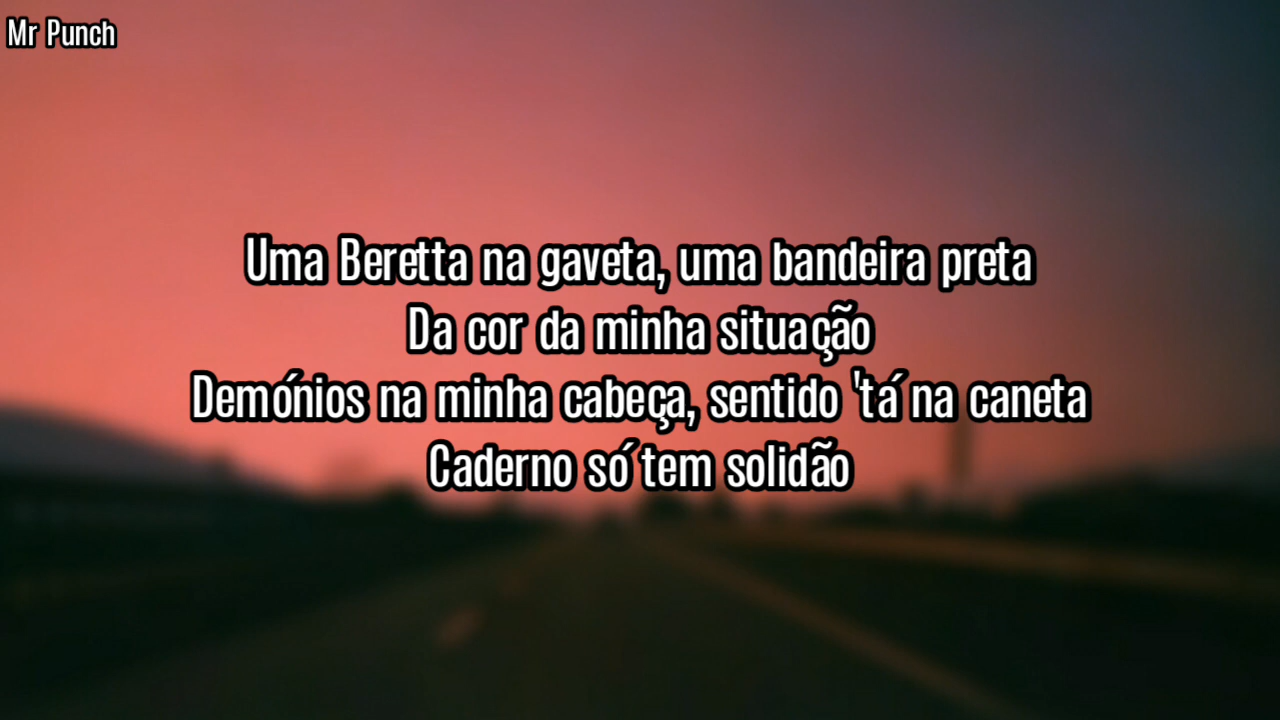 Mr Punch
Uma Beretta na gaveta, uma bandeira preta
Da cor da minha situação
Demónios na minha cabeça, sentido 'tá na caneta
Caderno só tem solidão